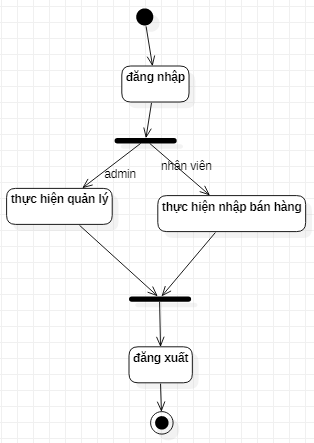 đăng nhập
admin
nhân viên
thực hiện quản lý
thực hiện nhập bán hàng
đăng xuất